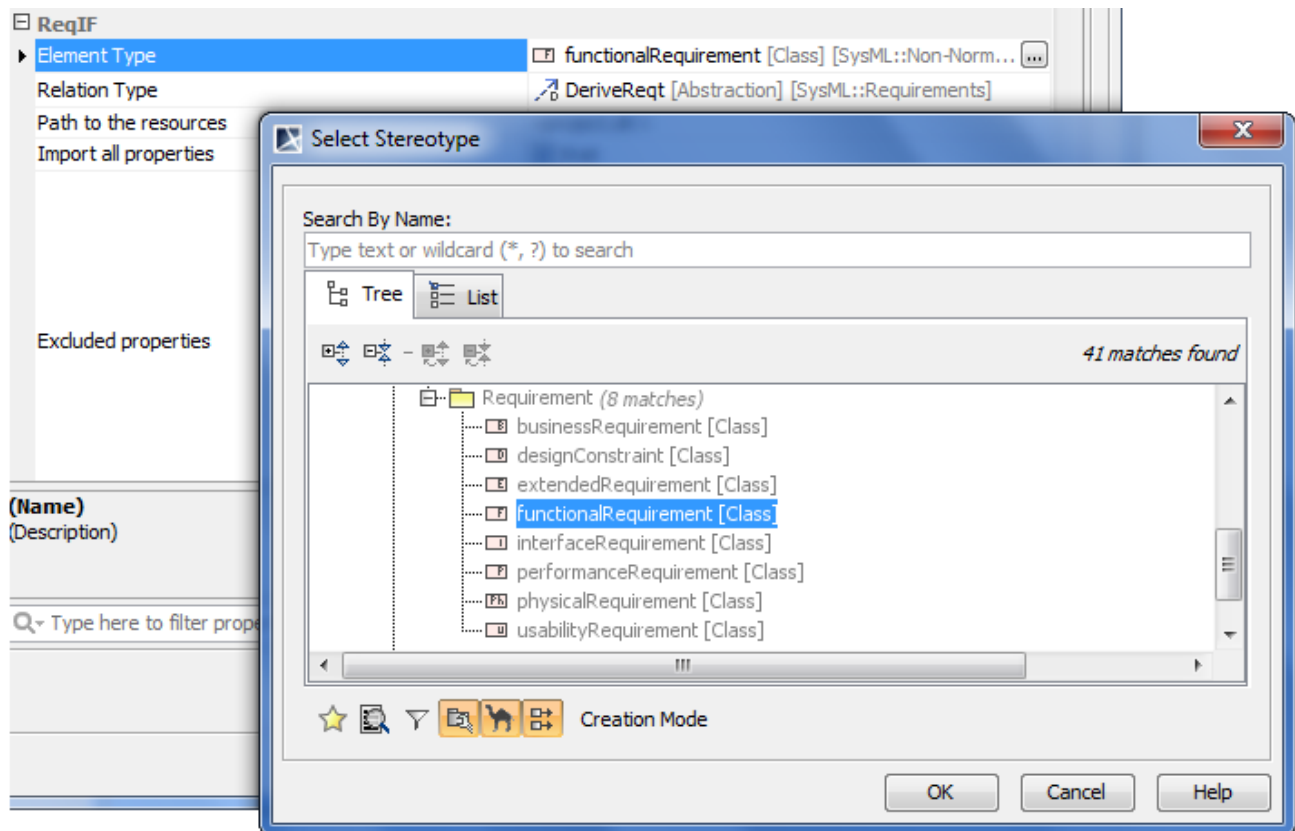 ReqIF
Element Type
functionalRequirement [Class] [SysML::Non-Norm... ...
Relation Type
DeriveReqt [Abstraction] [SysML::Requirements]
Path to the resources
Import all properties
Excluded properties
(Name)
(Description)
Type here to filter prope
Select Stereotype
Search By Name:
Type text or wildcard (*, ?) to search
Tree
List
41 matches found
Requirement (8 matches)
B businessRequirement [Class]
D designConstraint [Class]
E extendedRequirement [Class]
F functionalRequirement [Class]
I interfaceRequirement [Class]
P performanceRequirement [Class]
Ph physicalRequirement [Class]
U usabilityRequirement [Class]
Creation Mode
OK
Cancel
Help